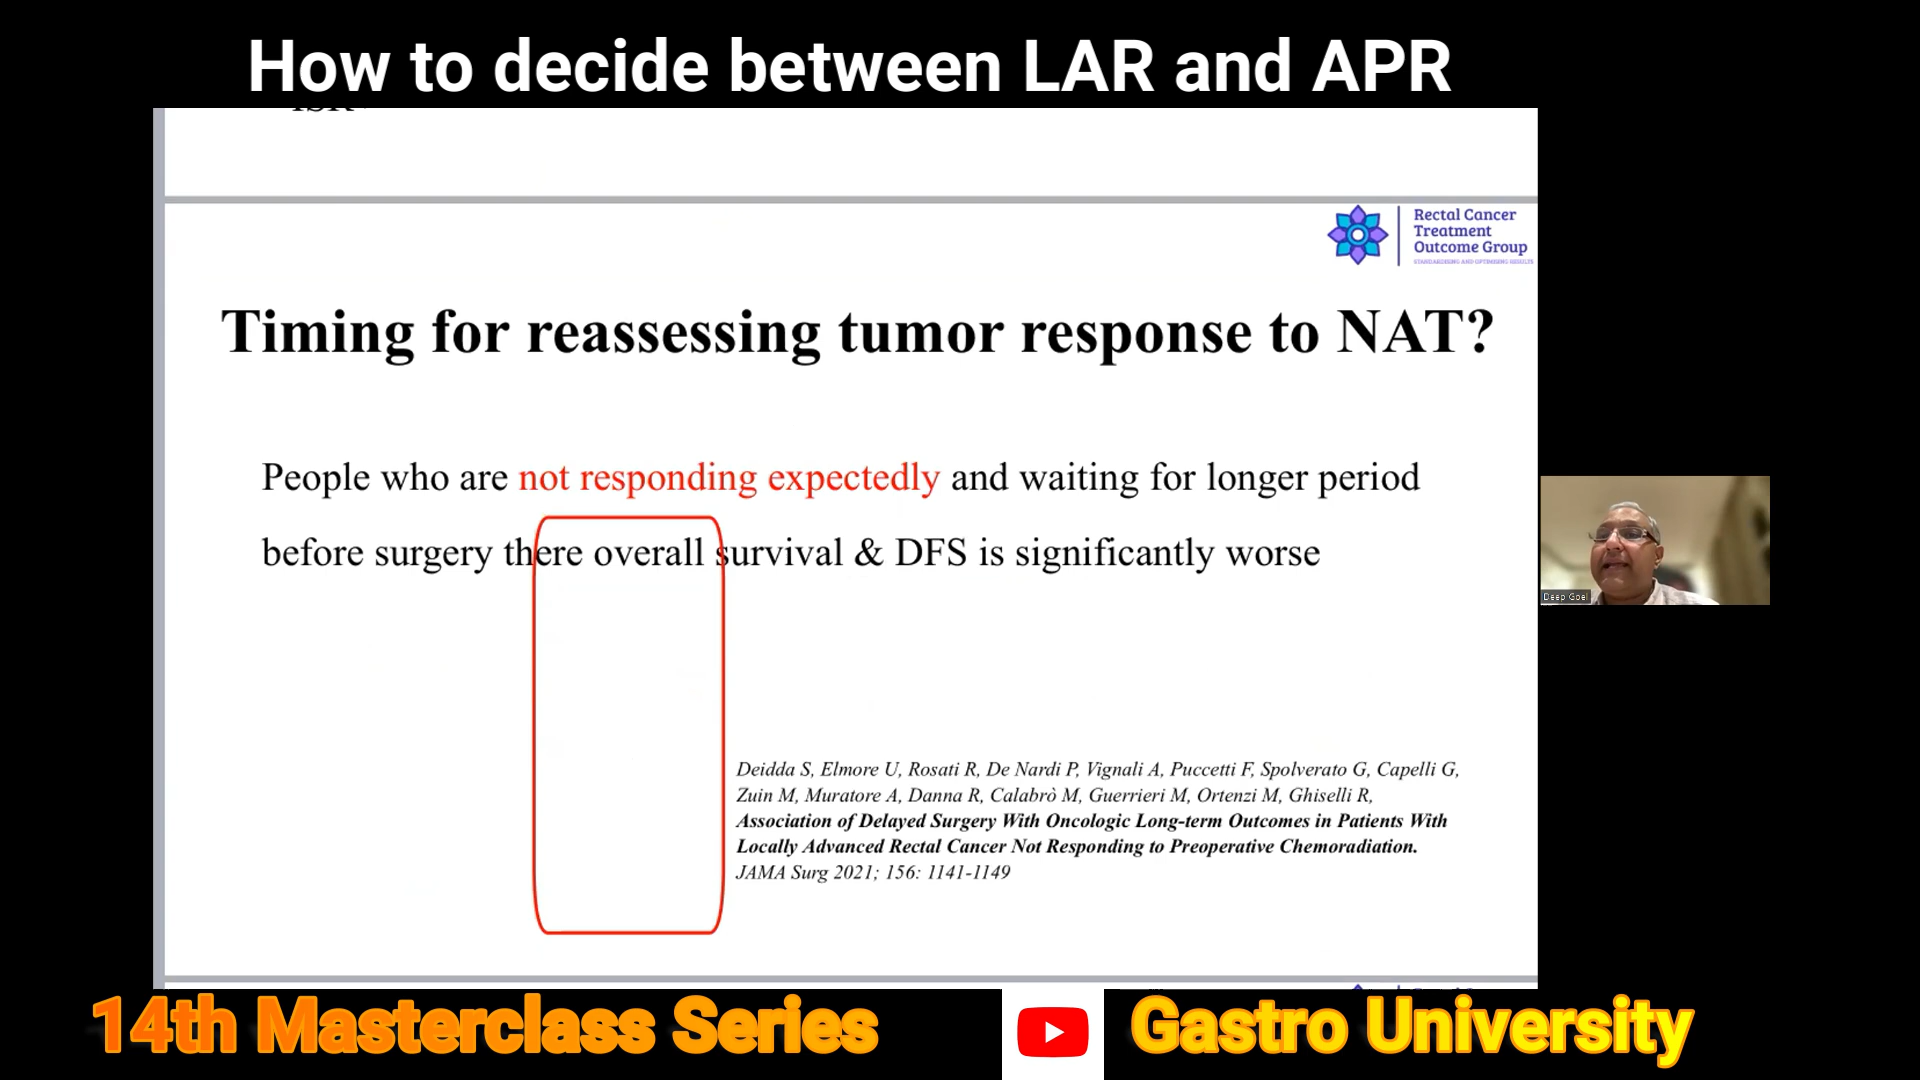 How to decide between LAR and APR
Rectal Cancer
Treatment
Outcome Group
STANDARDISING AND OPTIMISING RESULTS
Timing for reassessing tumor response to NAT?
People who are not responding expectedly and waiting for longer period
before surgery there overall survival & DFS is significantly worse
Deep Goel
Deidda S, Elmore U, Rosati R, De Nardi P, Vignali A, Puccetti F, Spolverato G, Capelli G,
Zuin M, Muratore A, Danna R, Calabrò M, Guerrieri M, Ortenzi M, Ghiselli R,
Association of Delayed Surgery With Oncologic Long-term Outcomes in Patients With
Locally Advanced Rectal Cancer Not Responding to Preoperative Chemoradiation.
JAMA Surg 2021; 156: 1141-1149
14th Masterclass Series
Gastro University